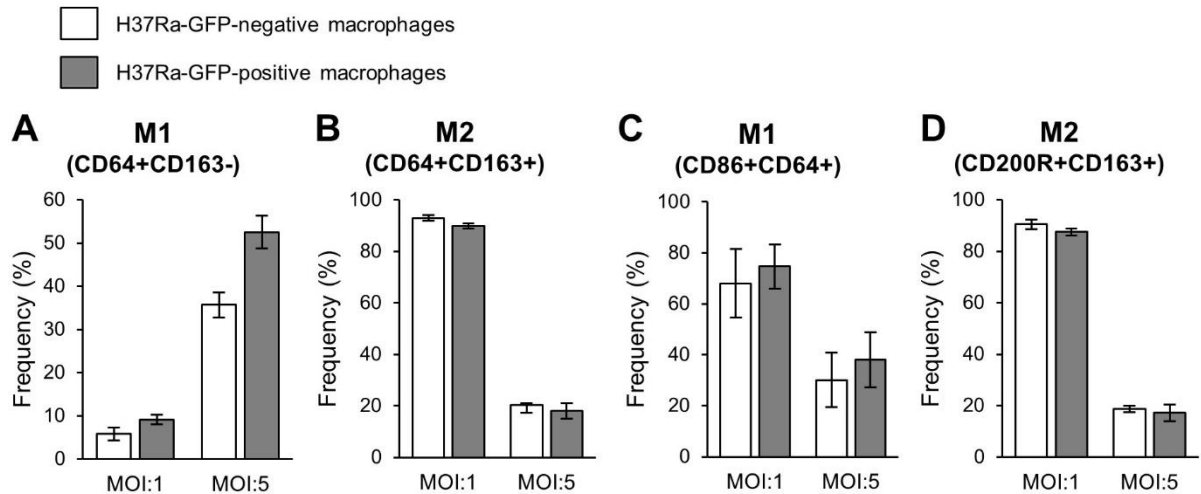 H37Ra-GFP-negative macrophages
H37Ra-GFP-positive macrophages
A
M1
(CD64+CD163-)
Frequency (%)
60
50
40
30
20
10
0
MOI:1
MOI:5
B
M2
(CD64+CD163+)
Frequency (%)
100
80
60
40
20
0
MOI:1
MOI:5
C
M1
(CD86+CD64+)
Frequency (%)
100
80
60
40
20
0
MOI:1
MOI:5
D
M2
(CD200R+CD163+)
Frequency (%)
100
80
60
40
20
0
MOI:1
MOI:5